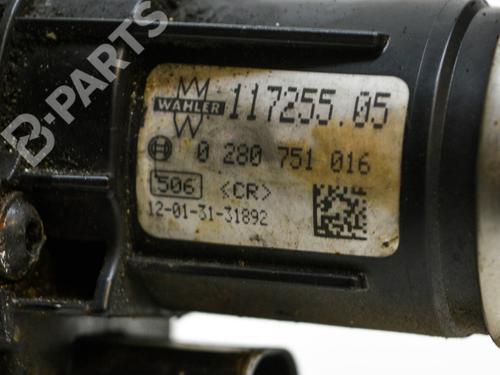 B-PARTS
WAHLER 117255.05
0 280 751 016
506 <CR>
12-01-31-31892